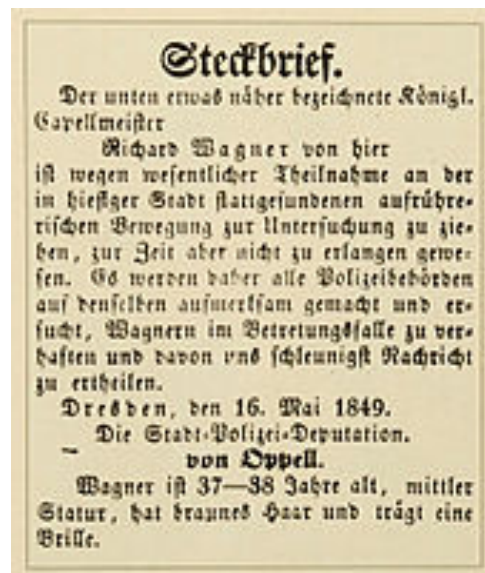 Steckbrief.
Der unten etwas näher bezeichnete Königl.
Capellmeister
Richard Wagner von hier
ist wegen wesentlicher Theilnahme an der
in hiesiger Stadt stattgefundenen aufrühre-
rischen Bewegung zur Untersuchung zu zie-
hen, zur Zeit aber nicht zu erlangen gewe-
sen. Es werden daher alle Polizeibehörden
auf denselben aufmerksam gemacht und er-
sucht, Wagnern im Betretungsfalle zu ver-
haften und davon uns schleunigst Nachricht
zu ertheilen.
Dresden, den 16. Mai 1849.
Die Stadt-Polizei-Deputation.
von Oppell.
Wagner ist 37—38 Jahre alt, mittler
Statur, hat braunes Haar und trägt eine
Brille.